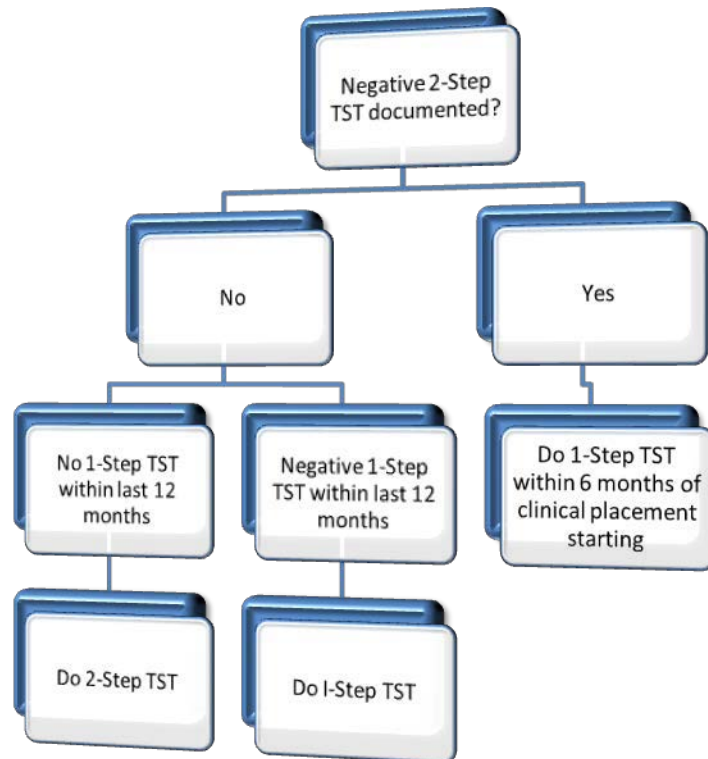 Negative 2-Step
TST documented?
No
Yes
No 1-Step TST
within last 12
months
Negative 1-Step
TST within last 12
months
Do 1-Step TST
within 6 months of
clinical placement
starting
Do 2-Step TST
Do I-Step TST